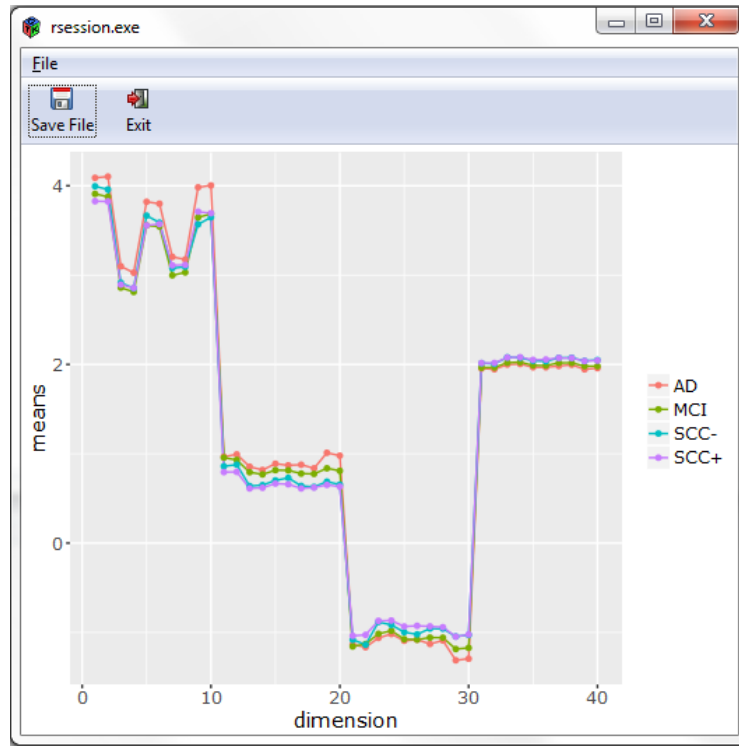 rsession.exe
File
Save File
Exit
4
2
0
means
0
10
20
30
40
dimension
AD
MCI
SCC-
SCC+